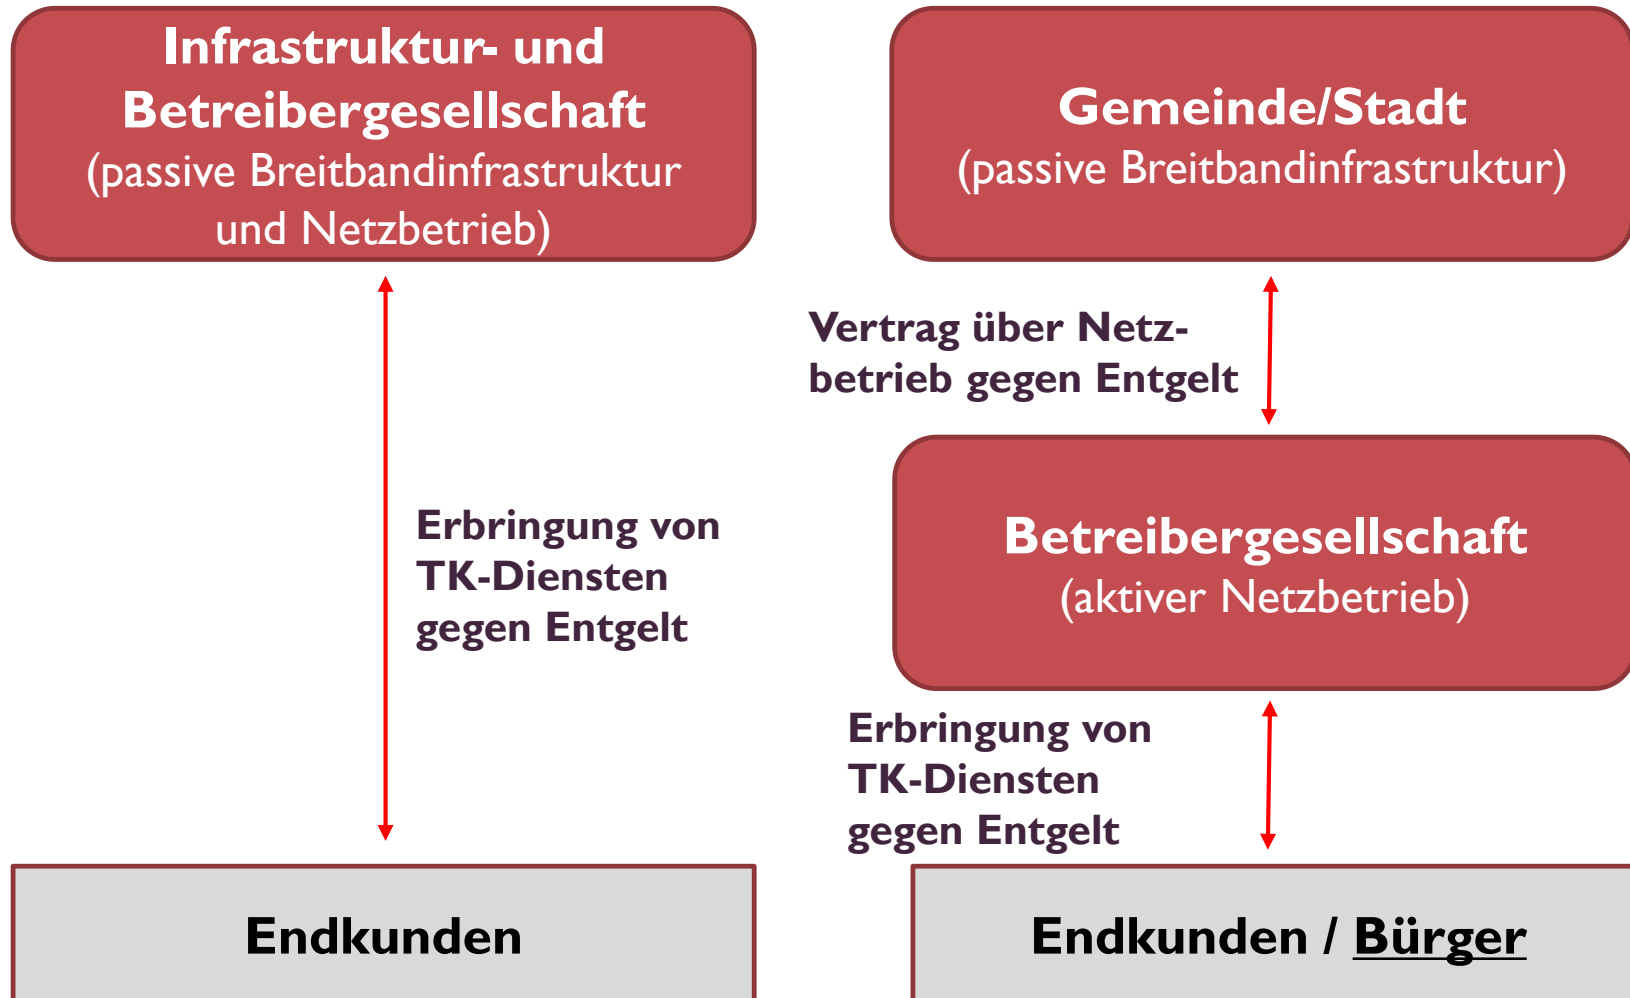 Infrastruktur- und
Betreibergesellschaft
(passive Breitbandinfrastruktur
und Netzbetrieb)
Erbringung von
TK-Diensten
gegen Entgelt
Endkunden
Gemeinde/Stadt
(passive Breitbandinfrastruktur)
Vertrag über Netz-
betrieb gegen Entgelt
Betreibergesellschaft
(aktiver Netzbetrieb)
Erbringung von
TK-Diensten
gegen Entgelt
Endkunden / Bürger